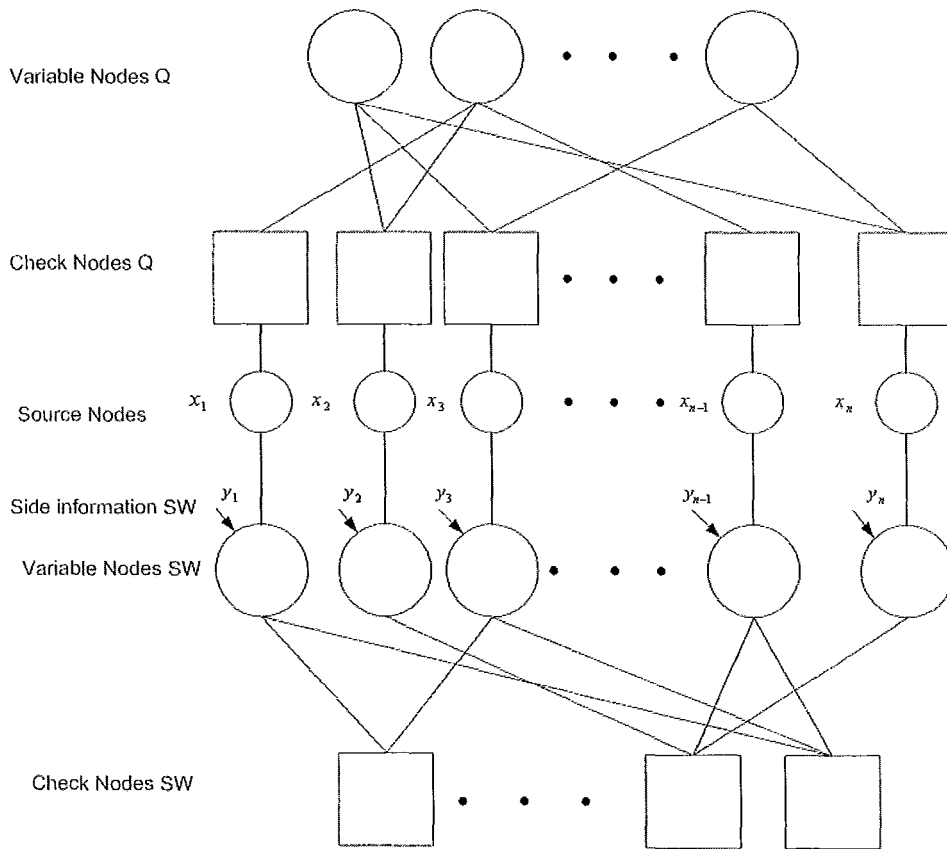 Variable Nodes Q
Check Nodes Q
Source Nodes
x1 x2 x3 xn−1 xn
Side information SW
y1 y2 y3 yn−1 yn
Variable Nodes SW
Check Nodes SW